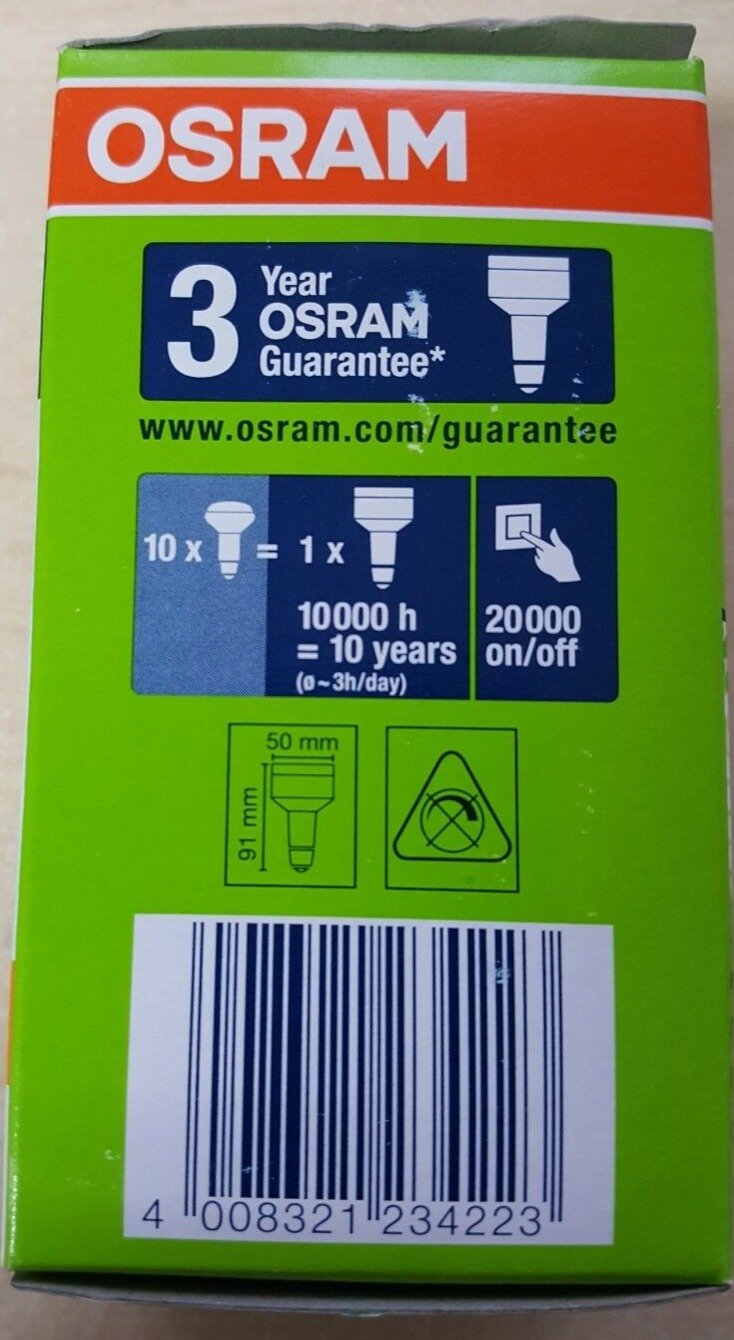 OSRAM
3 Year
OSRAM
Guarantee*
www.osram.com/guarantee
10 x = 1 x
10000 h
= 10 years
(ø ~ 3h/day)
20000
on/off
50 mm
91 mm
4 008321 234223